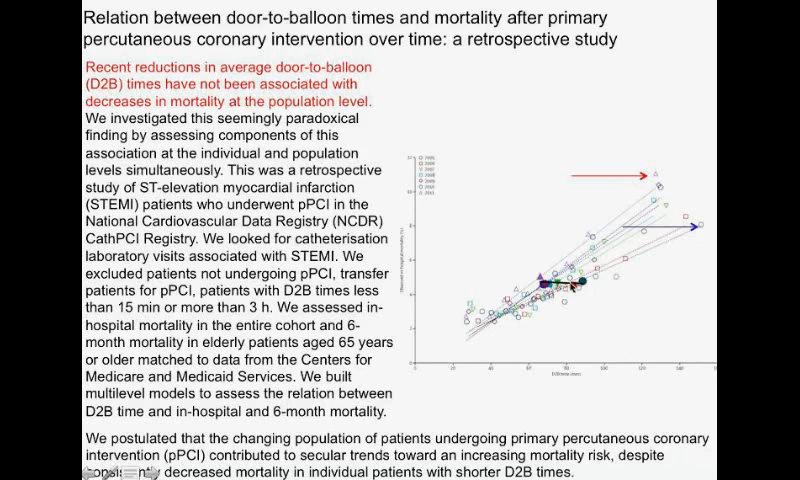 Relation between door-to-balloon times and mortality after primary
percutaneous coronary intervention over time: a retrospective study
Recent reductions in average door-to-balloon
(D2B) times have not been associated with
decreases in mortality at the population level.
We investigated this seemingly paradoxical
finding by assessing components of this
association at the individual and population
levels simultaneously. This was a retrospective
study of ST-elevation myocardial infarction
(STEMI) patients who underwent pPCI in the
National Cardiovascular Data Registry (NCDR)
CathPCI Registry. We looked for catheterisation
laboratory visits associated with STEMI. We
excluded patients not undergoing pPCI, transfer
patients for pPCI, patients with D2B times less
than 15 min or more than 3 h. We assessed in-
hospital mortality in the entire cohort and 6-
month mortality in elderly patients aged 65 years
or older matched to data from the Centers for
Medicare and Medicaid Services. We built
multilevel models to assess the relation between
D2B time and in-hospital and 6-month mortality.
0
20
40
60
80
100
120
140
We postulated that the changing population of patients undergoing primary percutaneous coronary
intervention (pPCI) contributed to secular trends toward an increasing mortality risk, despite
consistently decreased mortality in individual patients with shorter D2B times.